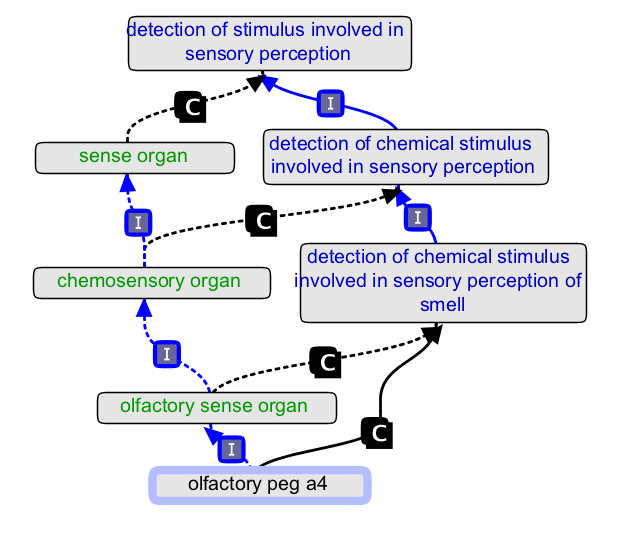 detection of stimulus involved in
sensory perception
C
I
sense organ
detection of chemical stimulus
involved in sensory perception
I
C
I
chemosensory organ
detection of chemical stimulus
involved in sensory perception of
smell
I
C
olfactory sense organ
C
I
olfactory peg a4